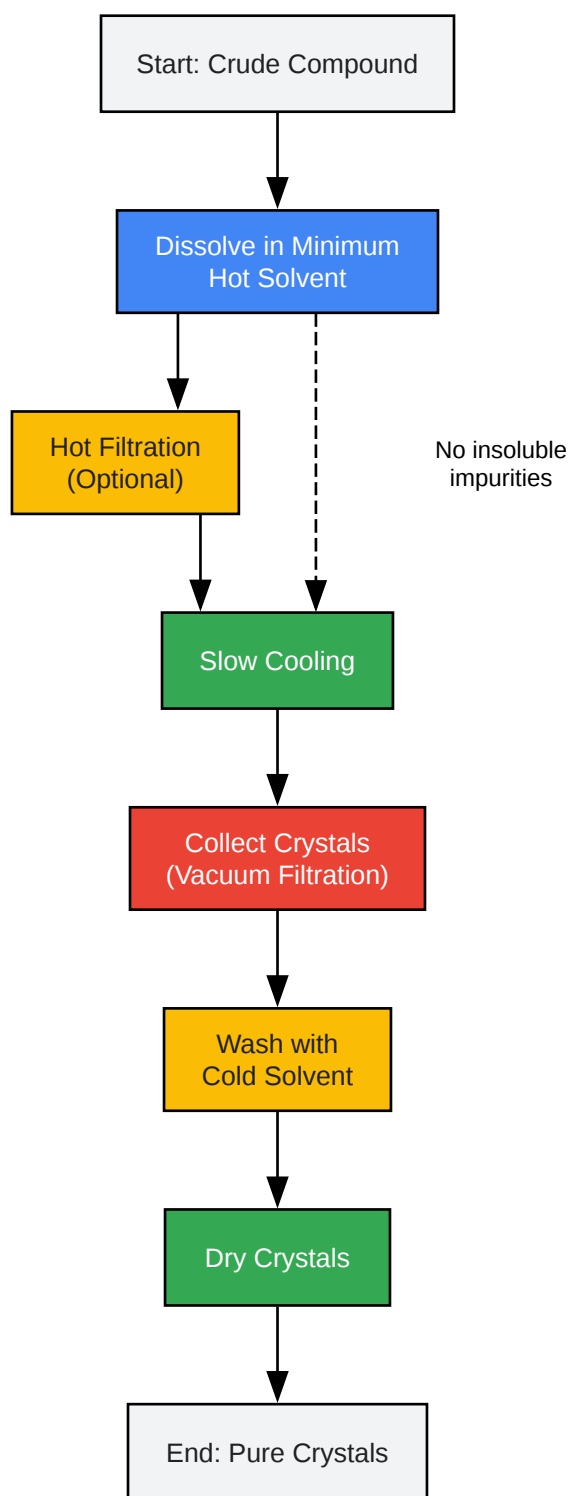 Start: Crude Compound
Dissolve in Minimum
Hot Solvent
Hot Filtration
(Optional)
No insoluble
impurities
Slow Cooling
Collect Crystals
(Vacuum Filtration)
Wash with
Cold Solvent
Dry Crystals
End: Pure Crystals